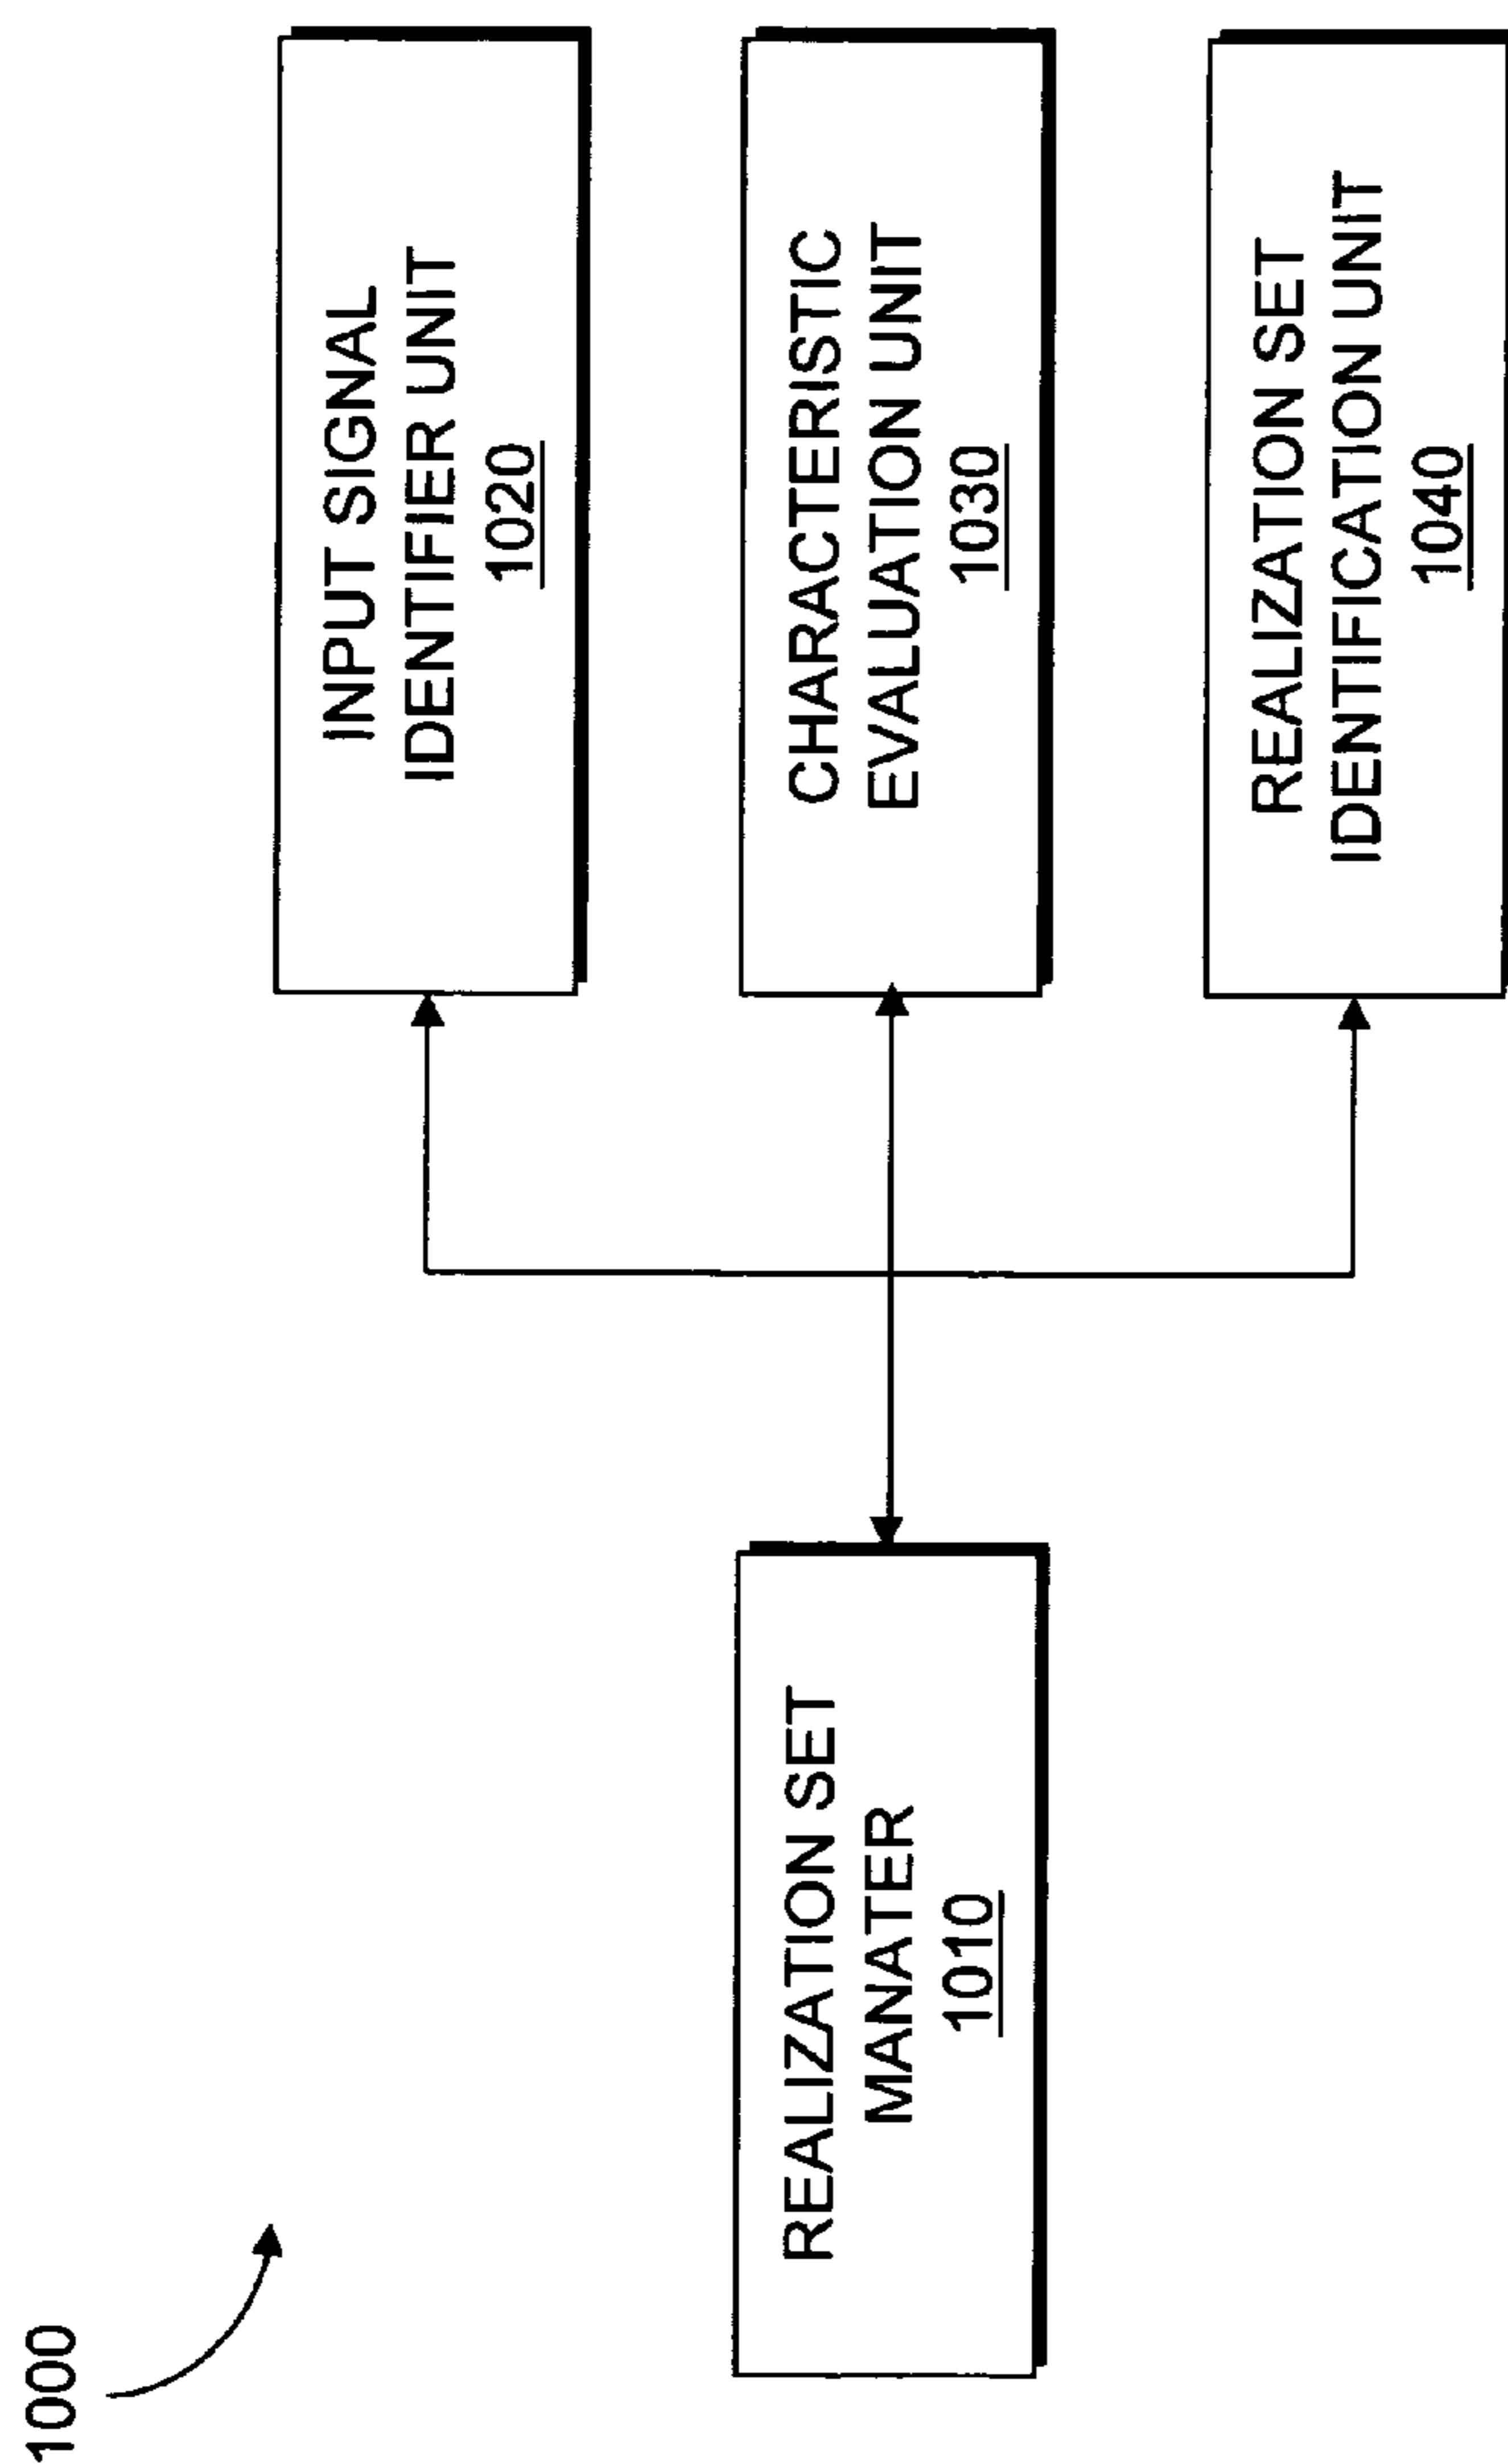 1000
REALIZATION SET
MANATER
1010
INPUT SIGNAL
IDENTIFIER UNIT
1020
CHARACTERISTIC
EVALUATION UNIT
1030
REALIZATION SET
IDENTIFICATION UNIT
1040